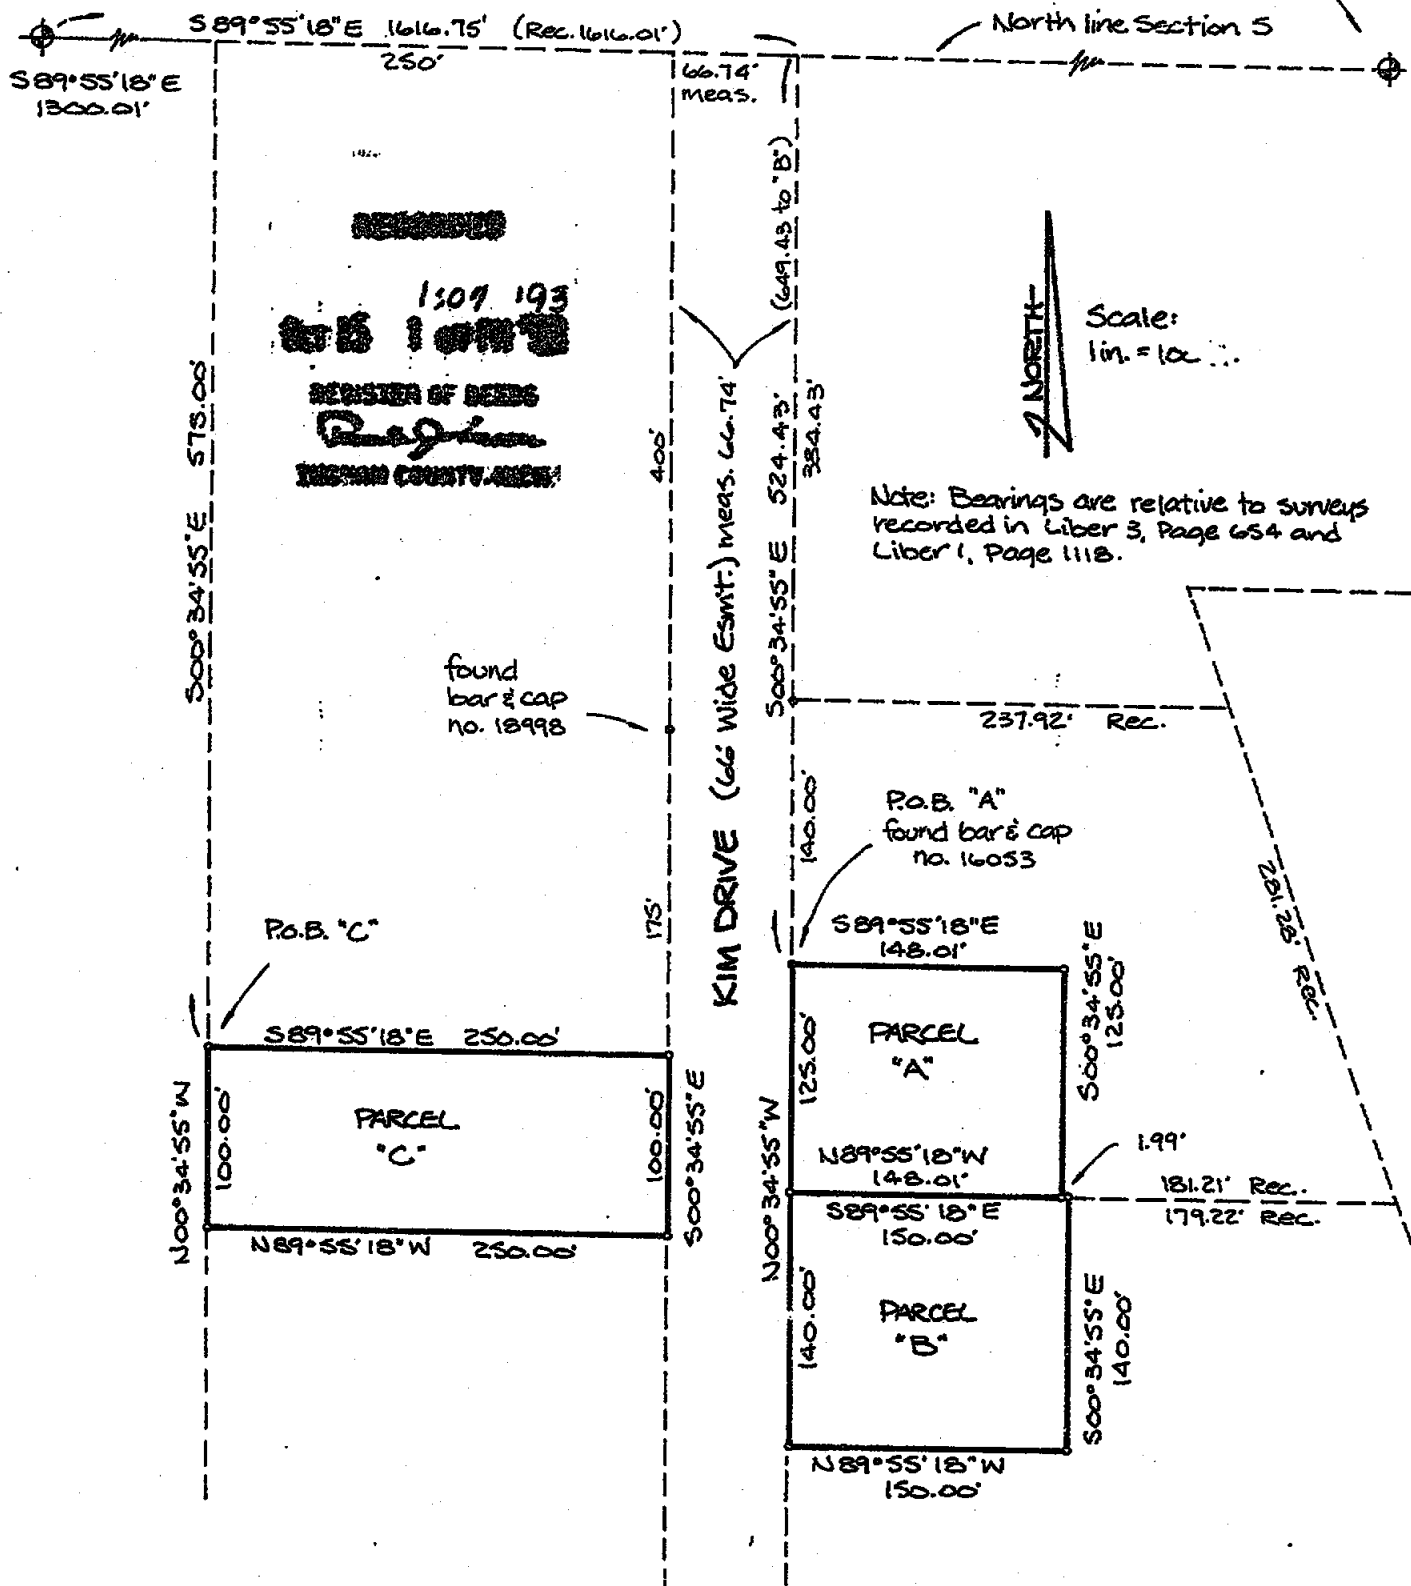 S89°55'18"E 1616.75' (Rec. 1616.01')
North line Section 5
S89°55'18"E
1300.01'
250'
66.74'
meas.
(649.43 to "B")
1:09 '93
REGISTER OF DEEDS
INGHAM COUNTY, MICH.
NORTH
Scale:
1in. =
S00°34'55"E 575.00'
400'
KIM DRIVE (66' Wide Esm't.) meas. 66.74'
S00°34'55"E 524.43'
384.43'
Note: Bearings are relative to surveys
recorded in Liber 3, Page 654 and
Liber 1, Page 1118.
found
bar & cap
no. 18998
237.92' Rec.
140.00'
P.O.B. "A"
found bar & cap
no. 16053
281.28' Rec.
175'
P.O.B. "C"
S89°55'18"E
148.01'
S00°34'55"E
125.00'
125.00'
PARCEL
"A"
S89°55'18"E 250.00'
N00°34'55"W
100.00'
PARCEL
"C"
100.00'
S00°34'55"E
N89°55'18"W 250.00'
N00°34'55"W
N89°55'18"W
148.01'
1.99'
181.21' Rec.
179.22' Rec.
S89°55'18"E
150.00'
140.00'
PARCEL
"B"
S00°34'55"E
140.00'
N89°55'18"W
150.00'